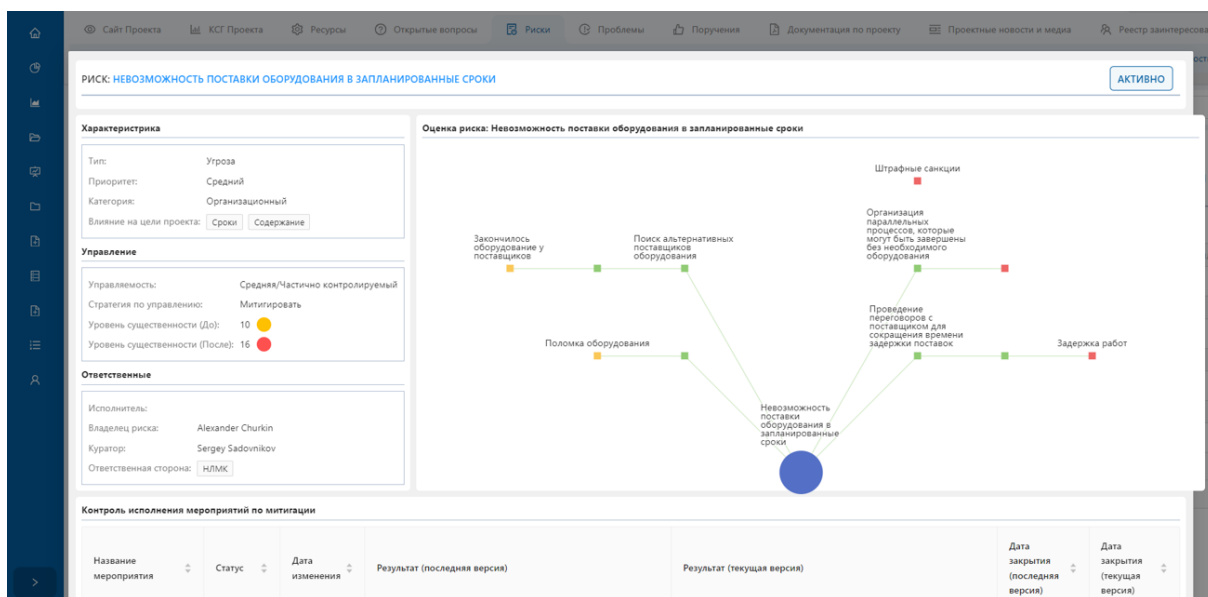 Сайт Проекта
КСГ Проекта
Ресурсы
Открытые вопросы
Риски
Проблемы
Поручения
Документация по проекту
Проектные новости и медиа
Реестр заинтересова
ост
РИСК: НЕВОЗМОЖНОСТЬ ПОСТАВКИ ОБОРУДОВАНИЯ В ЗАПЛАНИРОВАННЫЕ СРОКИ
АКТИВНО
Характеристика
Тип: Угроза
Приоритет: Средний
Категория: Организационный
Влияние на цели проекта: Сроки Содержание
Управление
Управляемость: Средняя/Частично контролируемый
Стратегия по управлению: Митигировать
Уровень существенности (До): 10
Уровень существенности (После): 16
Ответственные
Исполнитель:
Владелец риска: Alexander Churkin
Куратор: Sergey Sadovnikov
Ответственная сторона: НЛМК
Оценка риска: Невозможность поставки оборудования в запланированные сроки
Штрафные санкции
Организация
параллельных
процессов, которые
могут быть завершены
без необходимого
оборудования
Закончилось
оборудование у
поставщиков
Поиск альтернативных
поставщиков
оборудования
Проведение
переговоров с
поставщиком для
сокращения времени
задержки поставок
Поломка оборудования
Задержка работ
Невозможность
поставки
оборудования в
запланированные
сроки
Контроль исполнения мероприятий по митигации
Название
мероприятия
Статус
Дата
изменения
Результат (последняя версия)
Результат (текущая версия)
Дата
закрытия
(последняя
версия)
Дата
закрытия
(текущая
версия)